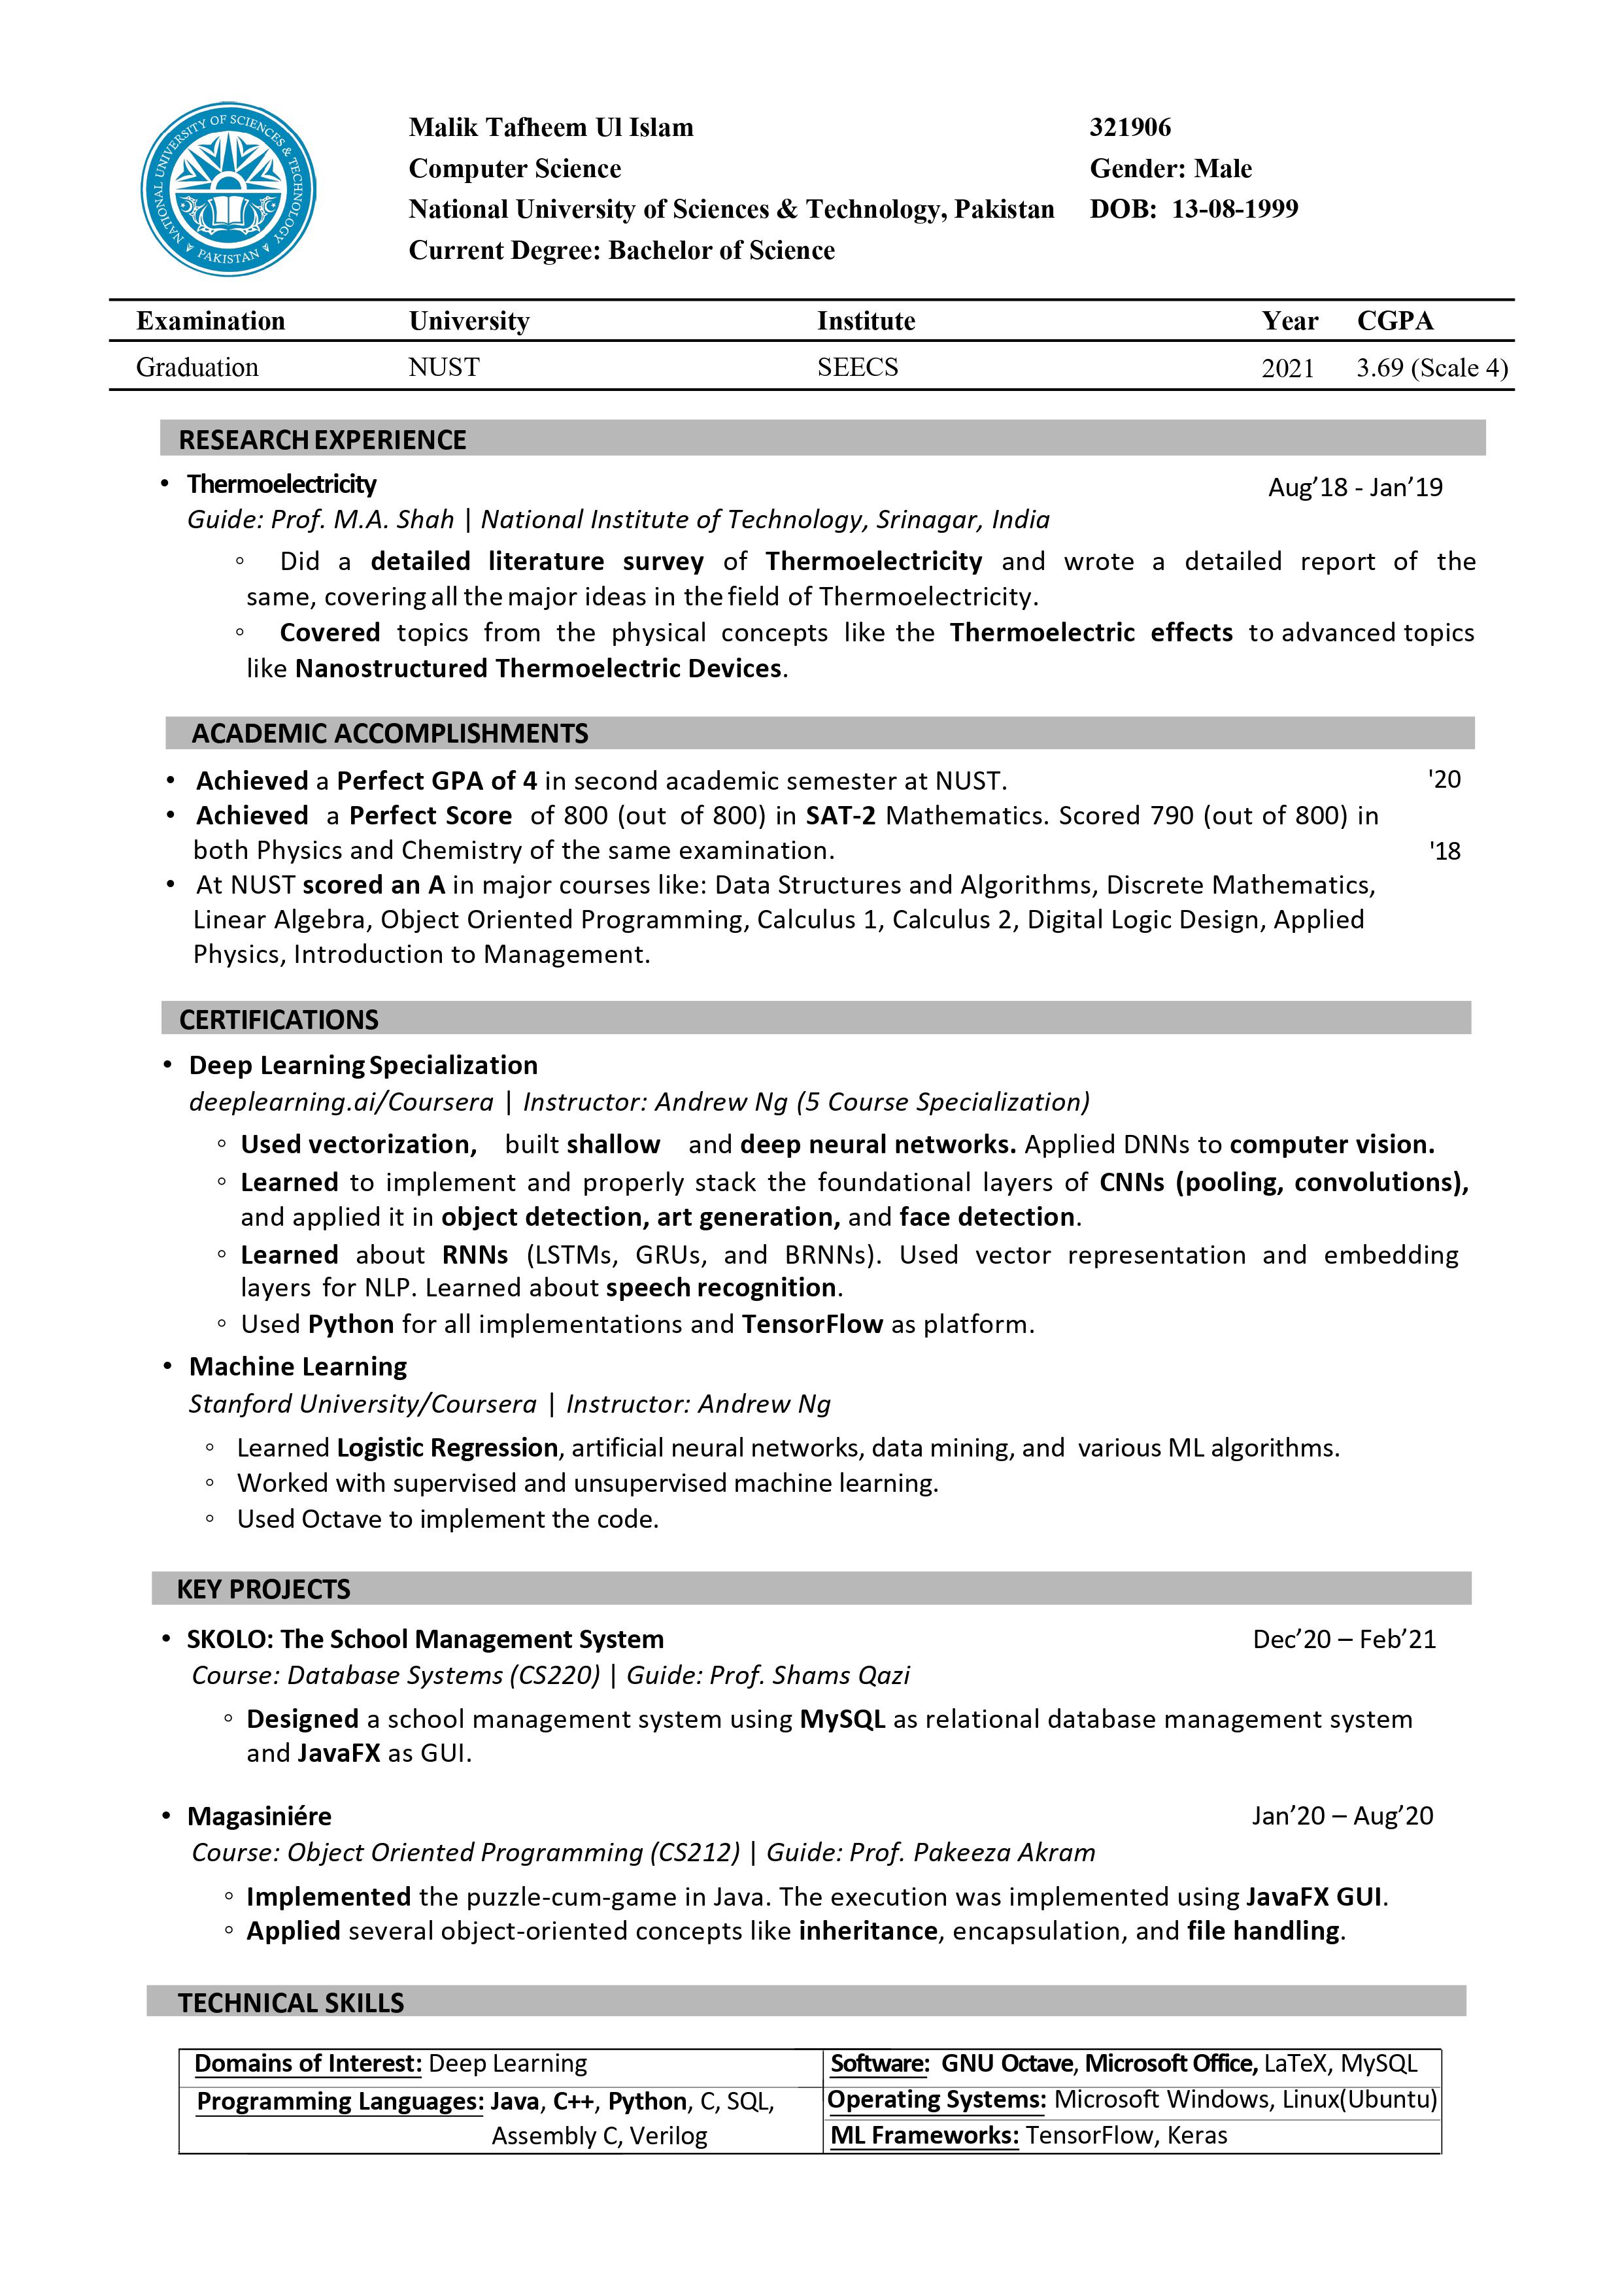 NATIONAL UNIVERSITY OF SCIENCES & TECHNOLOGY
PAKISTAN
Malik Tafheem Ul Islam 321906
Computer Science Gender: Male
National University of Sciences & Technology, Pakistan DOB: 13-08-1999
Current Degree: Bachelor of Science
Examination University Institute Year CGPA
Graduation NUST SEECS 2021 3.69 (Scale 4)
RESEARCH EXPERIENCE
• Thermoelectricity Aug’18 - Jan’19
Guide: Prof. M.A. Shah | National Institute of Technology, Srinagar, India
◦ Did a detailed literature survey of Thermoelectricity and wrote a detailed report of the
same, covering all the major ideas in the field of Thermoelectricity.
◦ Covered topics from the physical concepts like the Thermoelectric effects to advanced topics
like Nanostructured Thermoelectric Devices.
ACADEMIC ACCOMPLISHMENTS
• Achieved a Perfect GPA of 4 in second academic semester at NUST. '20
• Achieved a Perfect Score of 800 (out of 800) in SAT-2 Mathematics. Scored 790 (out of 800) in
both Physics and Chemistry of the same examination. '18
• At NUST scored an A in major courses like: Data Structures and Algorithms, Discrete Mathematics,
Linear Algebra, Object Oriented Programming, Calculus 1, Calculus 2, Digital Logic Design, Applied
Physics, Introduction to Management.
CERTIFICATIONS
• Deep Learning Specialization
deeplearning.ai/Coursera | Instructor: Andrew Ng (5 Course Specialization)
◦ Used vectorization, built shallow and deep neural networks. Applied DNNs to computer vision.
◦ Learned to implement and properly stack the foundational layers of CNNs (pooling, convolutions),
and applied it in object detection, art generation, and face detection.
◦ Learned about RNNs (LSTMs, GRUs, and BRNNs). Used vector representation and embedding
layers for NLP. Learned about speech recognition.
◦ Used Python for all implementations and TensorFlow as platform.
• Machine Learning
Stanford University/Coursera | Instructor: Andrew Ng
◦ Learned Logistic Regression, artificial neural networks, data mining, and various ML algorithms.
◦ Worked with supervised and unsupervised machine learning.
◦ Used Octave to implement the code.
KEY PROJECTS
• SKOLO: The School Management System Dec’20 – Feb’21
Course: Database Systems (CS220) | Guide: Prof. Shams Qazi
◦ Designed a school management system using MySQL as relational database management system
and JavaFX as GUI.
• Magasiniére Jan’20 – Aug’20
Course: Object Oriented Programming (CS212) | Guide: Prof. Pakeeza Akram
◦ Implemented the puzzle-cum-game in Java. The execution was implemented using JavaFX GUI.
◦ Applied several object-oriented concepts like inheritance, encapsulation, and file handling.
TECHNICAL SKILLS
Domains of Interest: Deep Learning
Programming Languages: Java, C++, Python, C, SQL,
Assembly C, Verilog
Software: GNU Octave, Microsoft Office, LaTeX, MySQL
Operating Systems: Microsoft Windows, Linux(Ubuntu)
ML Frameworks: TensorFlow, Keras